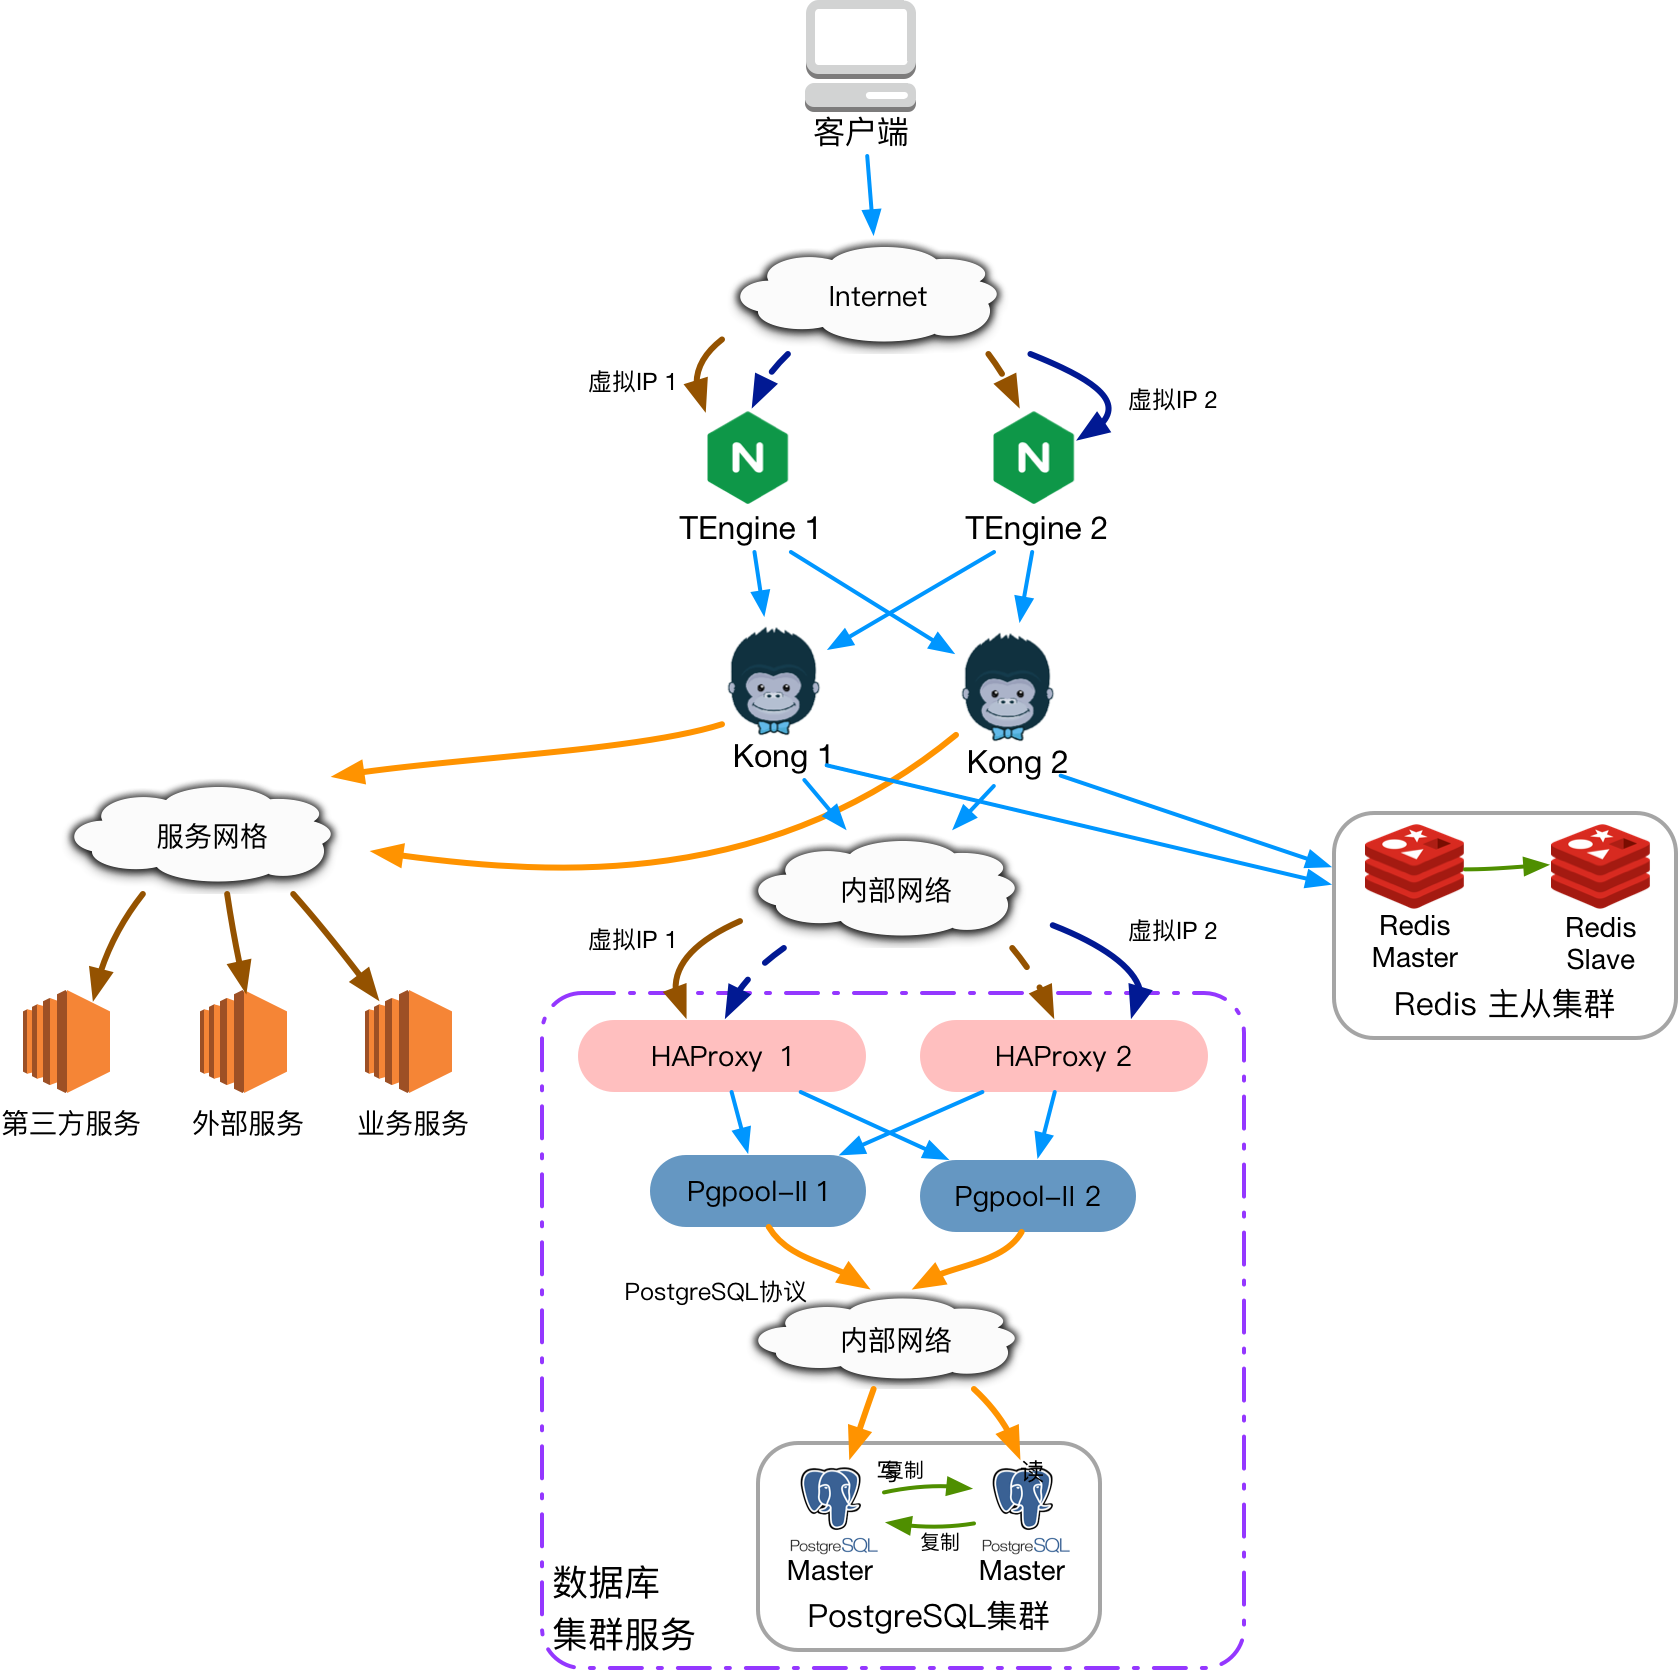 客户端
Internet
虚拟IP 1
虚拟IP 2
N
N
TEngine 1
TEngine 2
Kong 1
Kong 2
服务网格
内部网络
Redis
Master
Redis
Slave
Redis 主从集群
虚拟IP 1
虚拟IP 2
HAProxy 1
HAProxy 2
第三方服务
外部服务
业务服务
Pgpool-II 1
Pgpool-II 2
PostgreSQL协议
内部网络
写
复制
读
复制
PostgreSQL
Master
PostgreSQL
Master
PostgreSQL集群
数据库
集群服务